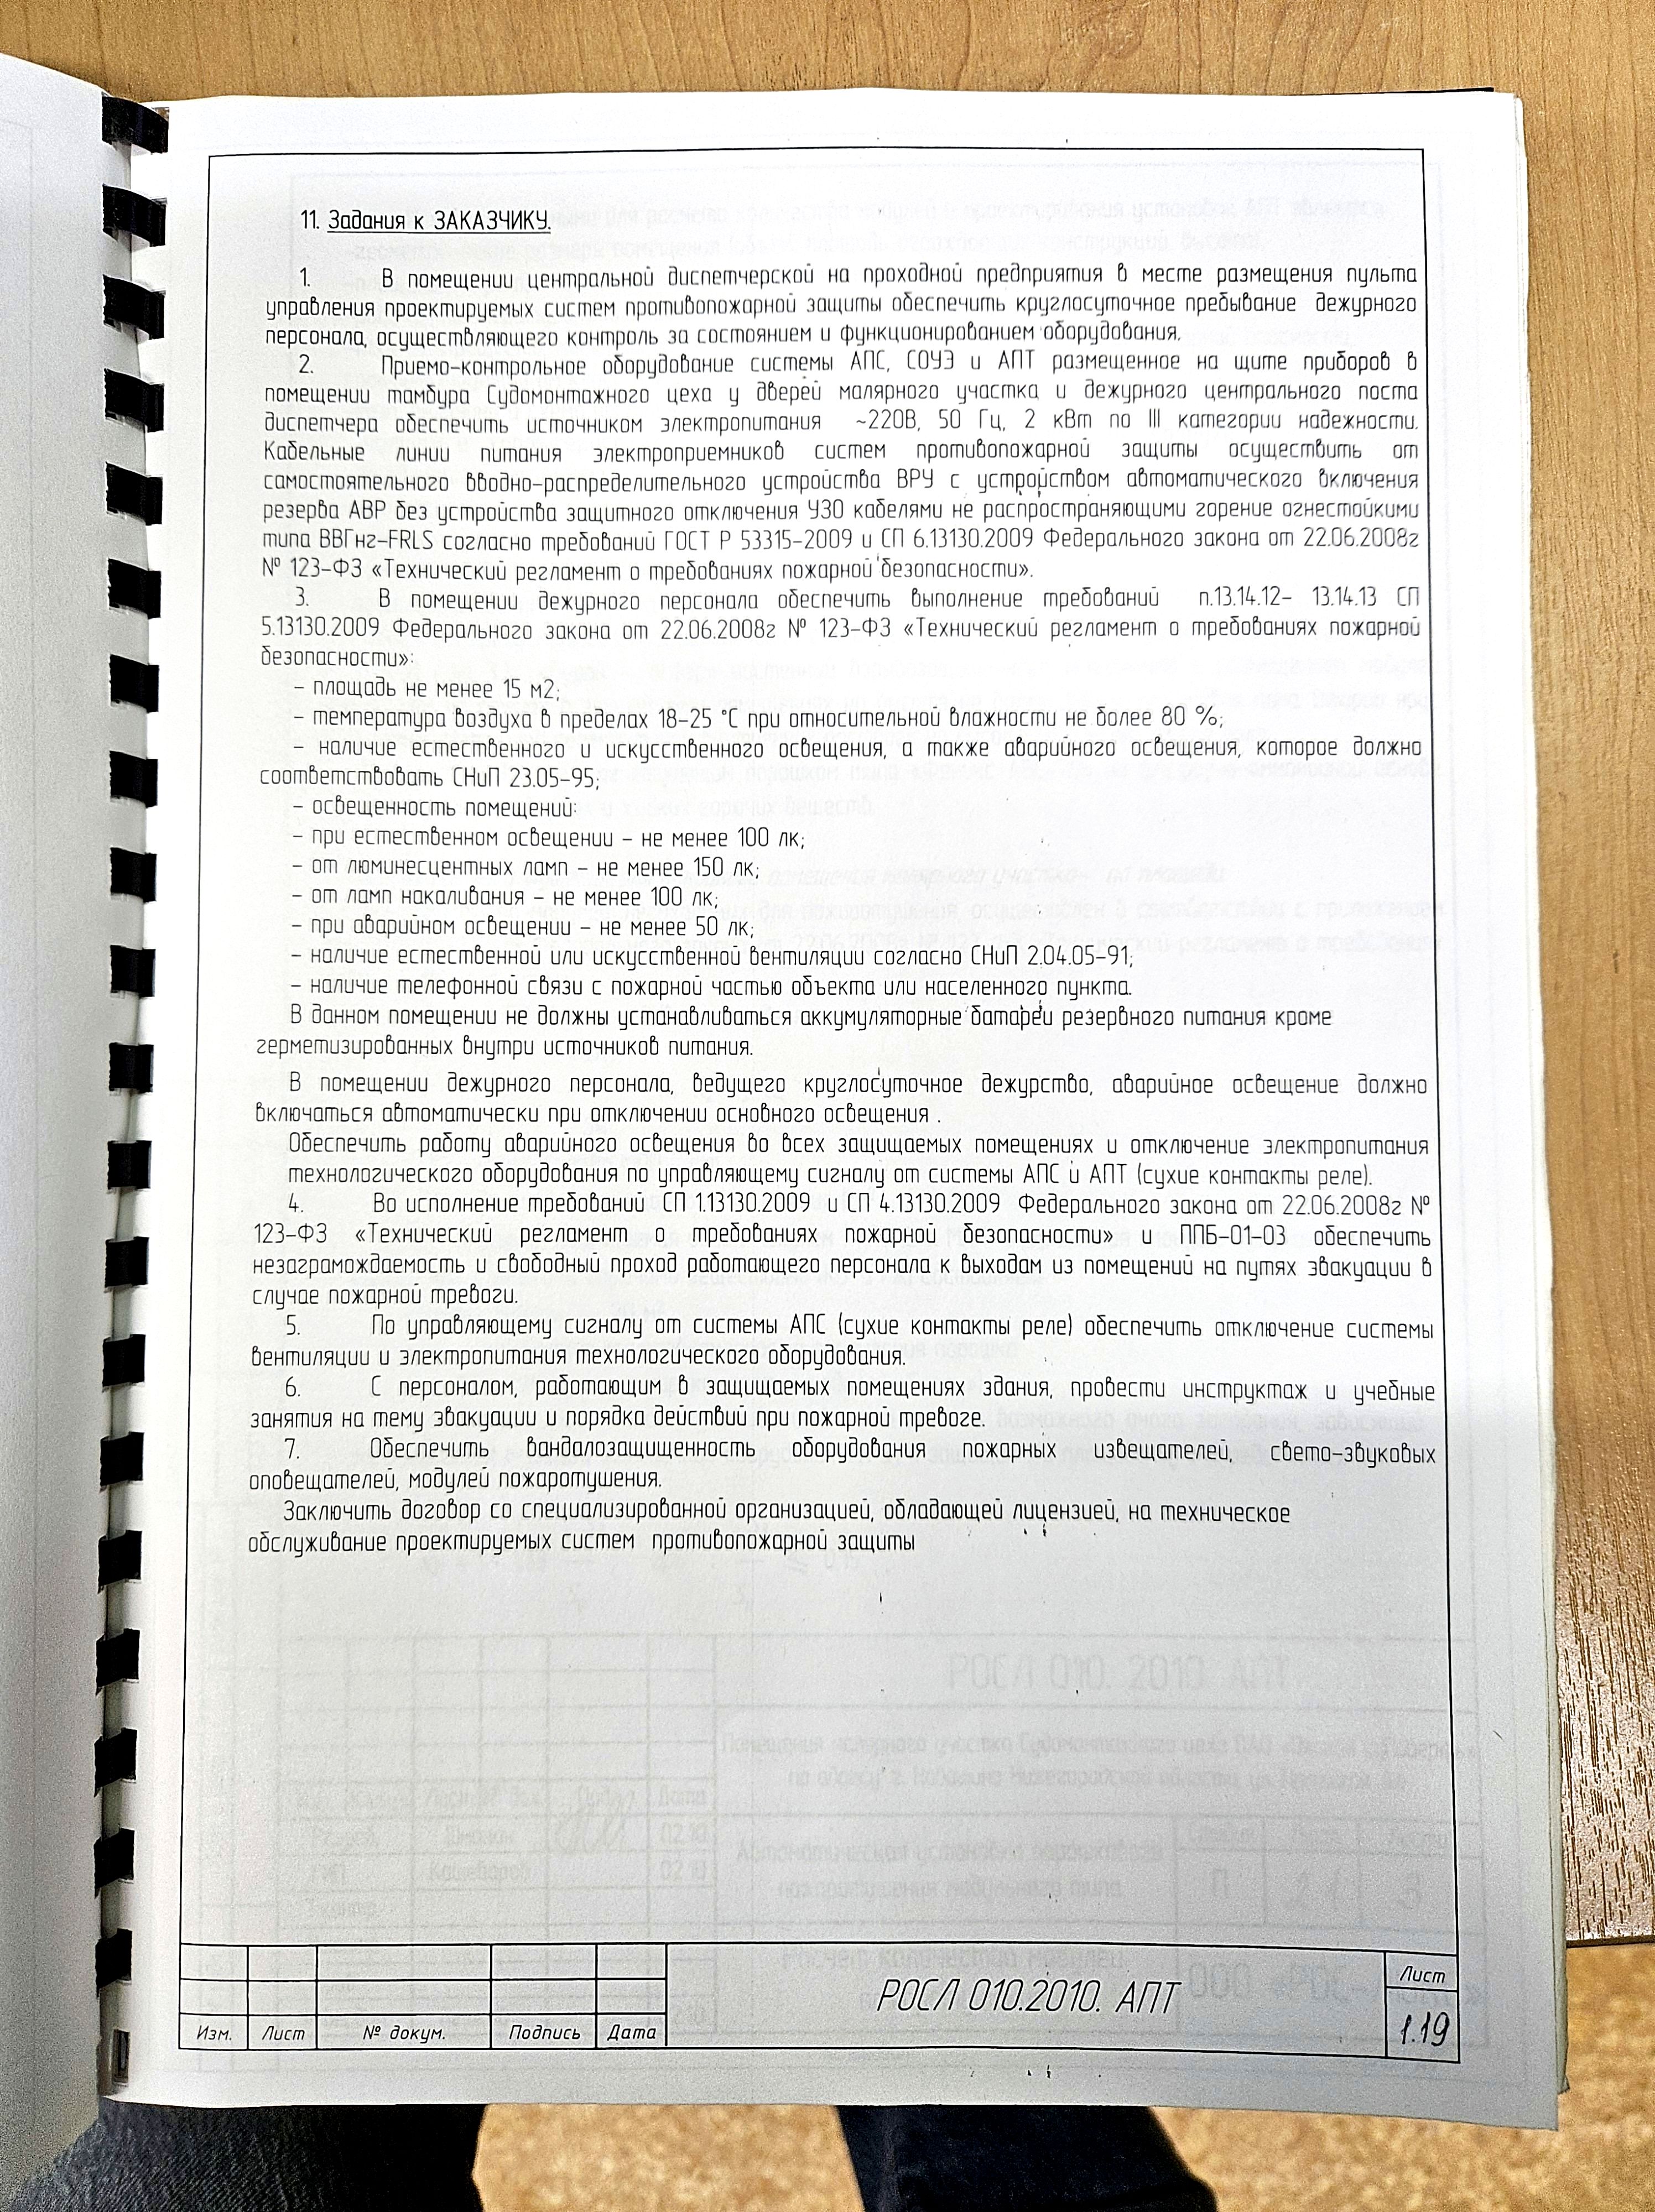 11. Задания к ЗАКАЗЧИКУ.
1. В помещении центральной диспетчерской на проходной предприятия в месте размещения пульта
управления проектируемых систем противопожарной защиты обеспечить круглосуточное пребывание дежурного
персонала, осуществляющего контроль за состоянием и функционированием оборудования.
2. Приемо-контрольное оборудование системы АПС, СОУЭ и АПТ размещенное на щите приборов в
помещении тамбура Судомонтажного цеха у дверей малярного участка и дежурного центрального поста
диспетчера обеспечить источником электропитания ~220В, 50 Гц, 2 кВт по III категории надежности.
Кабельные линии питания электроприемников систем противопожарной защиты осуществить от
самостоятельного вводно-распределительного устройства ВРУ с устройством автоматического включения
резерва АВР без устройства защитного отключения УЗО кабелями не распространяющими горение огнестойкими
типа ВВГнг-FRLS согласно требований ГОСТ Р 53315-2009 и СП 6.13130.2009 Федерального закона от 22.06.2008г
№ 123-ФЗ «Технический регламент о требованиях пожарной безопасности».
3. В помещении дежурного персонала обеспечить выполнение требований п.13.14.12- 13.14.13 СП
5.13130.2009 Федерального закона от 22.06.2008г № 123-ФЗ «Технический регламент о требованиях пожарной
безопасности»:
- площадь не менее 15 м2;
- температура воздуха в пределах 18-25 °С при относительной влажности не более 80 %;
- наличие естественного и искусственного освещения, а также аварийного освещения, которое должно
соответствовать СНиП 23.05-95;
- освещенность помещений:
- при естественном освещении - не менее 100 лк;
- от люминесцентных ламп - не менее 150 лк;
- от ламп накаливания - не менее 100 лк;
- при аварийном освещении - не менее 50 лк;
- наличие естественной или искусственной вентиляции согласно СНиП 2.04.05-91;
- наличие телефонной связи с пожарной частью объекта или населенного пункта.
В данном помещении не должны устанавливаться аккумуляторные батареи резервного питания кроме
герметизированных внутри источников питания.
В помещении дежурного персонала, ведущего круглосуточное дежурство, аварийное освещение должно
включаться автоматически при отключении основного освещения .
Обеспечить работу аварийного освещения во всех защищаемых помещениях и отключение электропитания
технологического оборудования по управляющему сигналу от системы АПС и АПТ (сухие контакты реле).
4. Во исполнение требований СП 1.13130.2009 и СП 4.13130.2009 Федерального закона от 22.06.2008г №
123-ФЗ «Технический регламент о требованиях пожарной безопасности» и ППБ-01-03 обеспечить
незаграмождаемость и свободный проход работающего персонала к выходам из помещений на путях эвакуации в
случае пожарной тревоги.
5. По управляющему сигналу от системы АПС (сухие контакты реле) обеспечить отключение системы
вентиляции и электропитания технологического оборудования.
6. С персоналом, работающим в защищаемых помещениях здания, провести инструктаж и учебные
занятия на тему эвакуации и порядка действий при пожарной тревоге.
7. Обеспечить вандалозащищенность оборудования пожарных извещателей, свето-звуковых
оповещателей, модулей пожаротушения.
Заключить договор со специализированной организацией, обладающей лицензией, на техническое
обслуживание проектируемых систем противопожарной защиты
РОСЛ 010.2010. АПТ
Лист
1.19
Изм. Лист № докум. Подпись Дата